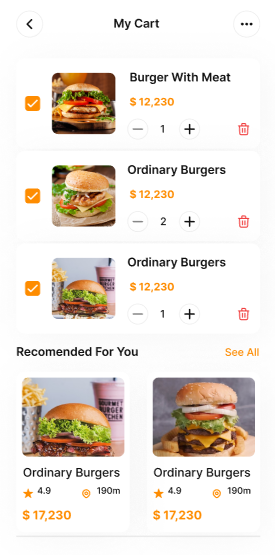 My Cart
Burger With Meat
$ 12,230
1
Ordinary Burgers
$ 12,230
2
Ordinary Burgers
$ 12,230
1
Recomended For You
See All
Ordinary Burgers
4.9 190m
$ 17,230
Ordinary Burgers
4.9 190m
$ 17,230